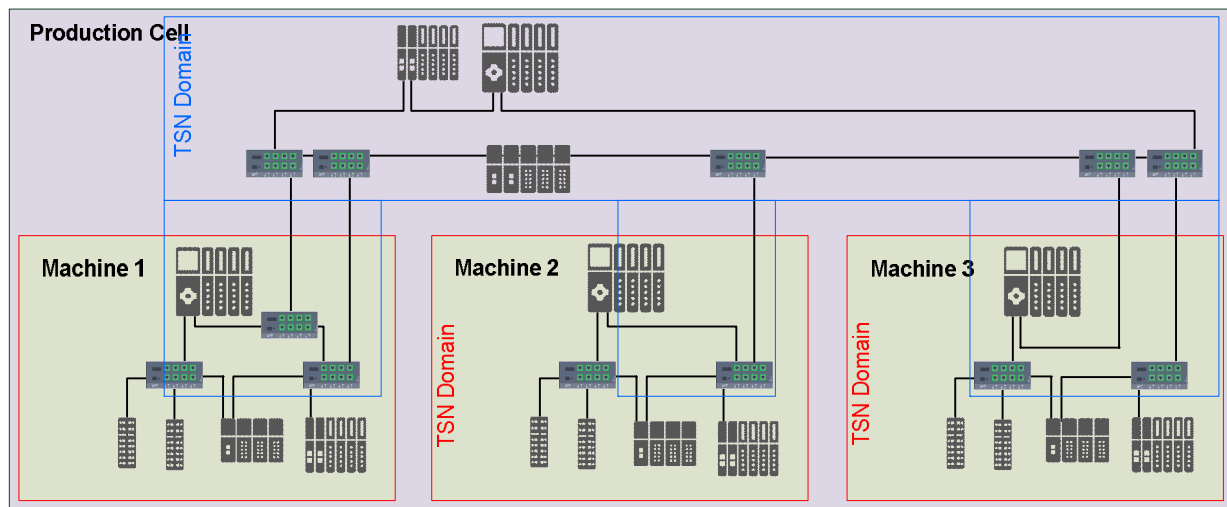 Production Cell
TSN Domain
Machine 1
Machine 2
Machine 3
TSN Domain
TSN Domain